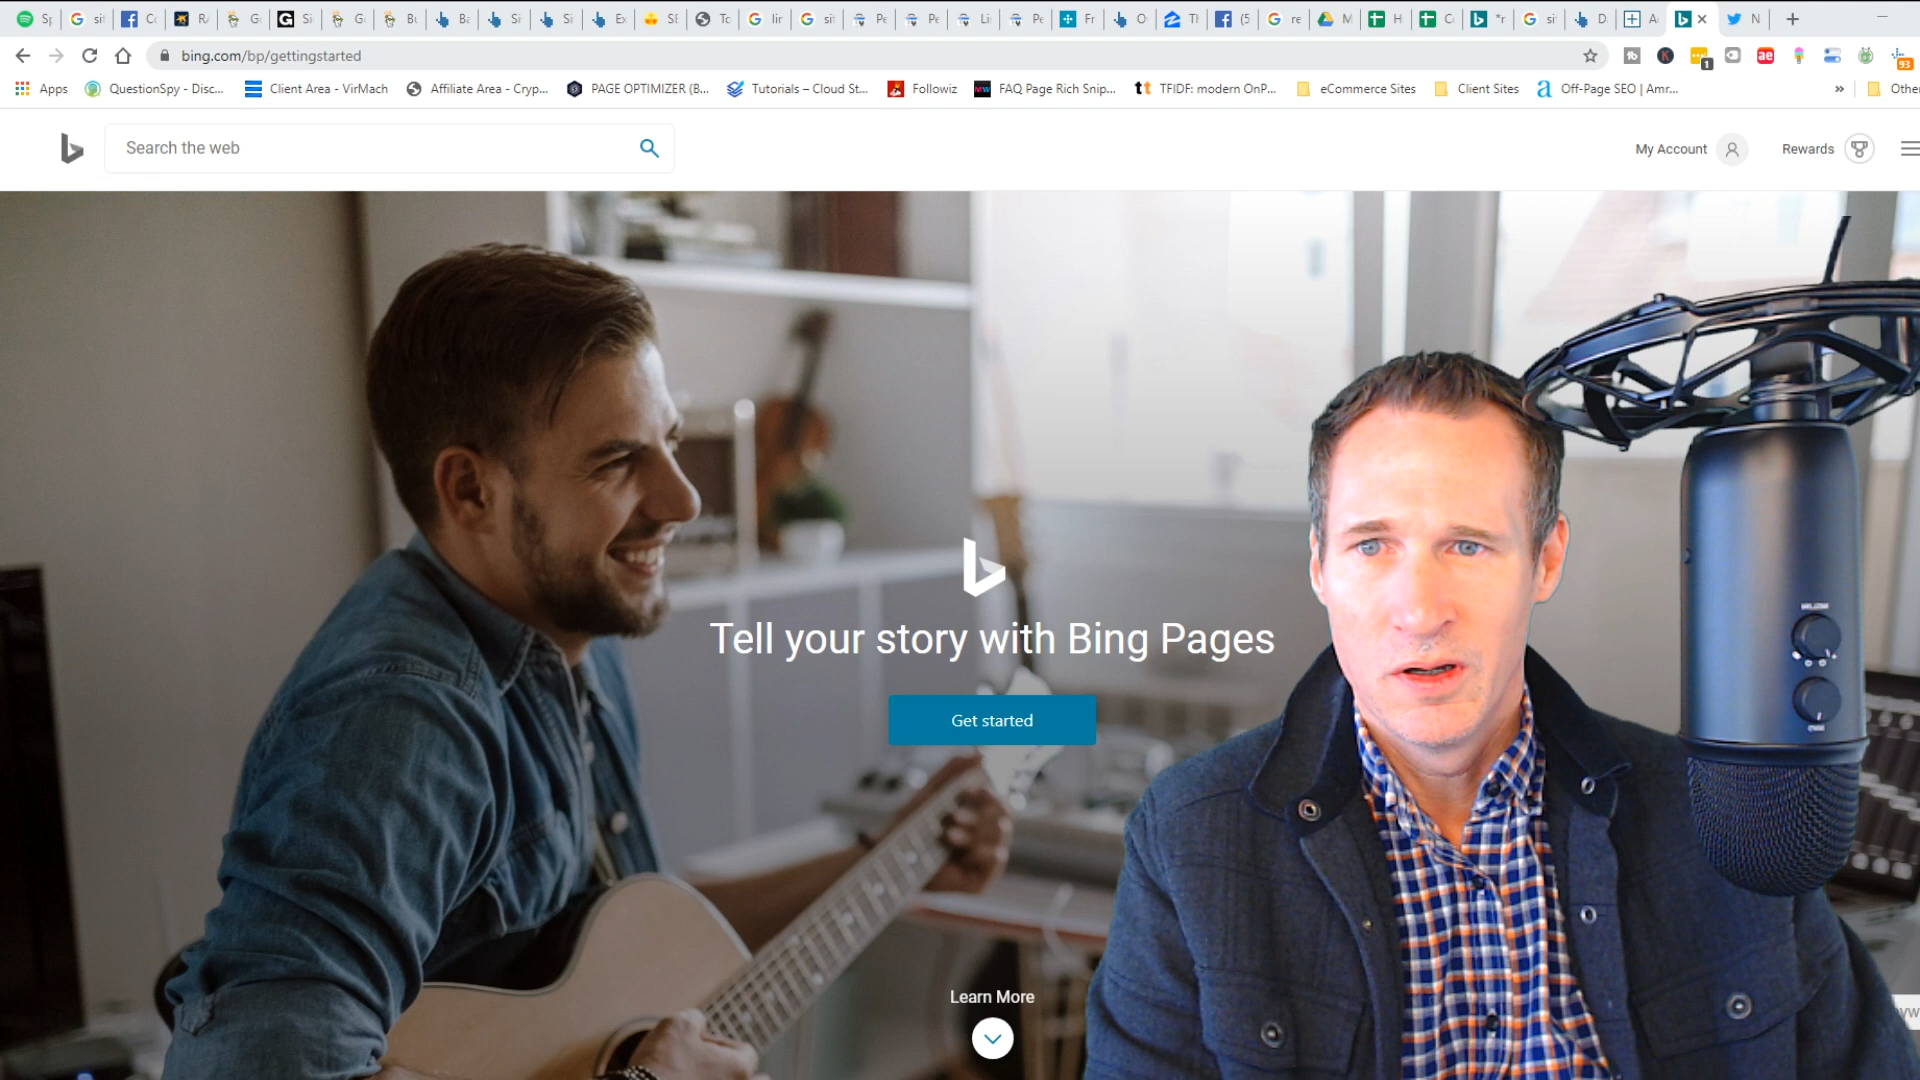 bing.com/bp/gettingstarted
Apps
QuestionSpy - Disc...
Client Area - VirMach
Affiliate Area - Cryp...
PAGE OPTIMIZER (B...
Tutorials – Cloud St...
Followiz
FAQ Page Rich Snip...
TFIDF: modern OnP...
eCommerce Sites
Client Sites
Off-Page SEO | Amr...
»
Search the web
My Account
Rewards
Tell your story with Bing Pages
Get started
Learn More